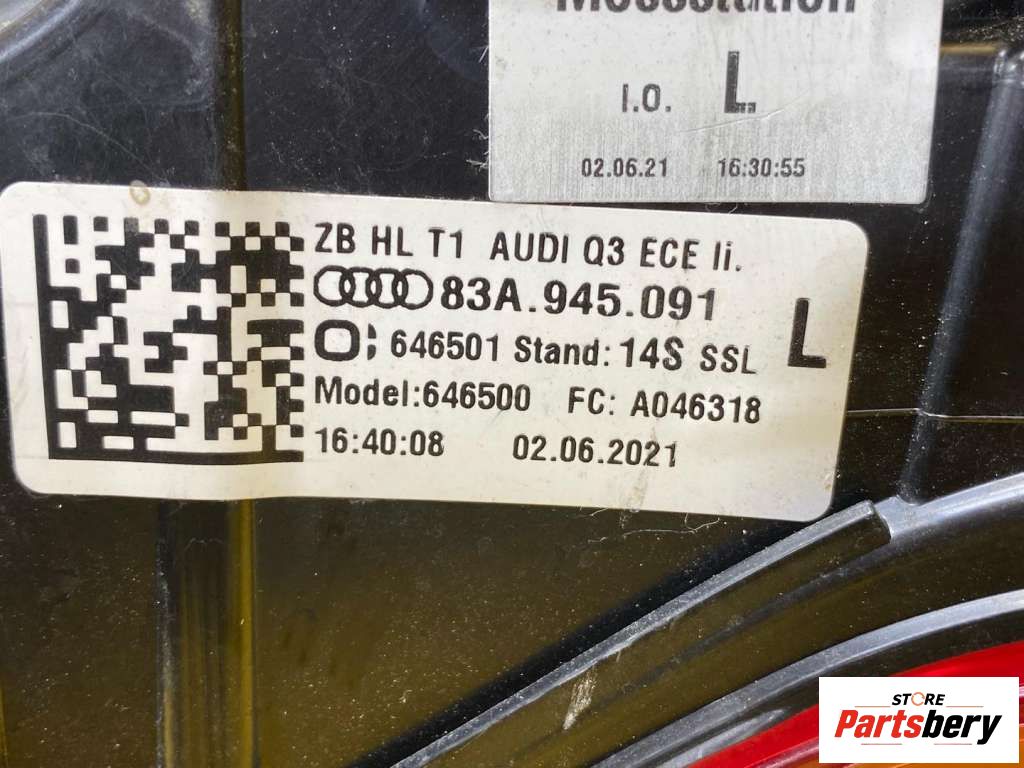 Messstation
I.O. L
02.06.21 16:30:55
ZB HL T1 AUDI Q3 ECE li.
83A.945.091
L
646501 Stand: 14S SSL
Model:646500 FC: A046318
16:40:08 02.06.2021
STORE
Partsbery